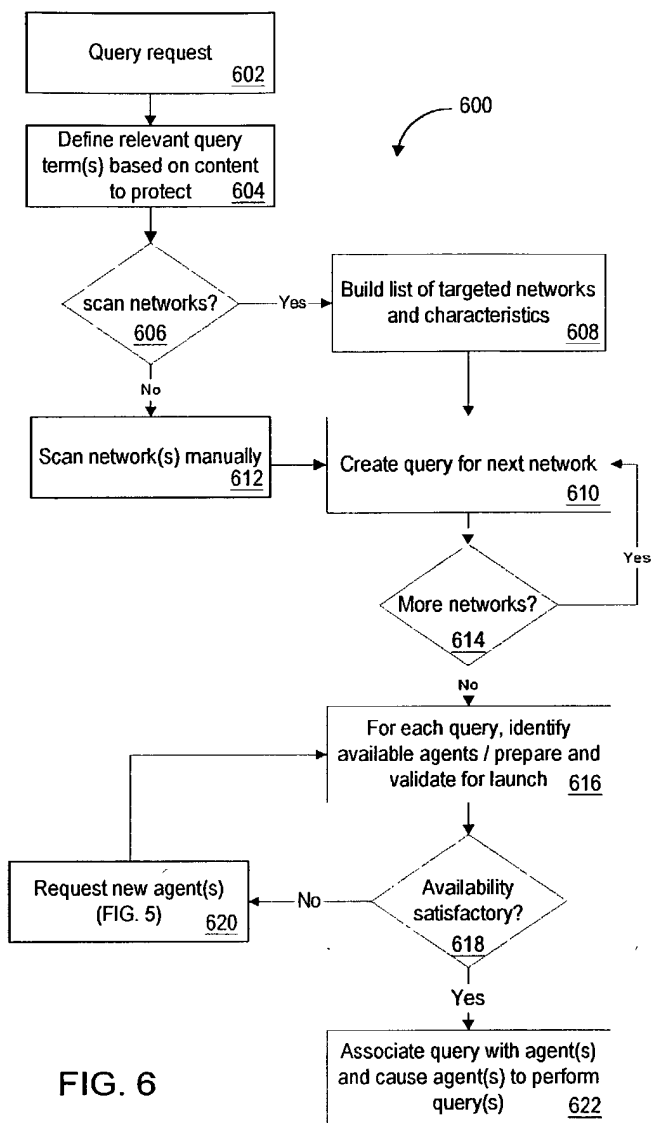 Query request
602
600
Define relevant query
term(s) based on content
to protect 604
scan networks?
606
Yes
Build list of targeted networks
and characteristics
608
No
Scan network(s) manually
612
Create query for next network
610
Yes
More networks?
614
No
For each query, identify
available agents / prepare and
validate for launch 616
Request new agent(s)
(FIG. 5)
620
No
Availability
satisfactory?
618
Yes
Associate query with agent(s)
and cause agent(s) to perform
query(s) 622
FIG. 6